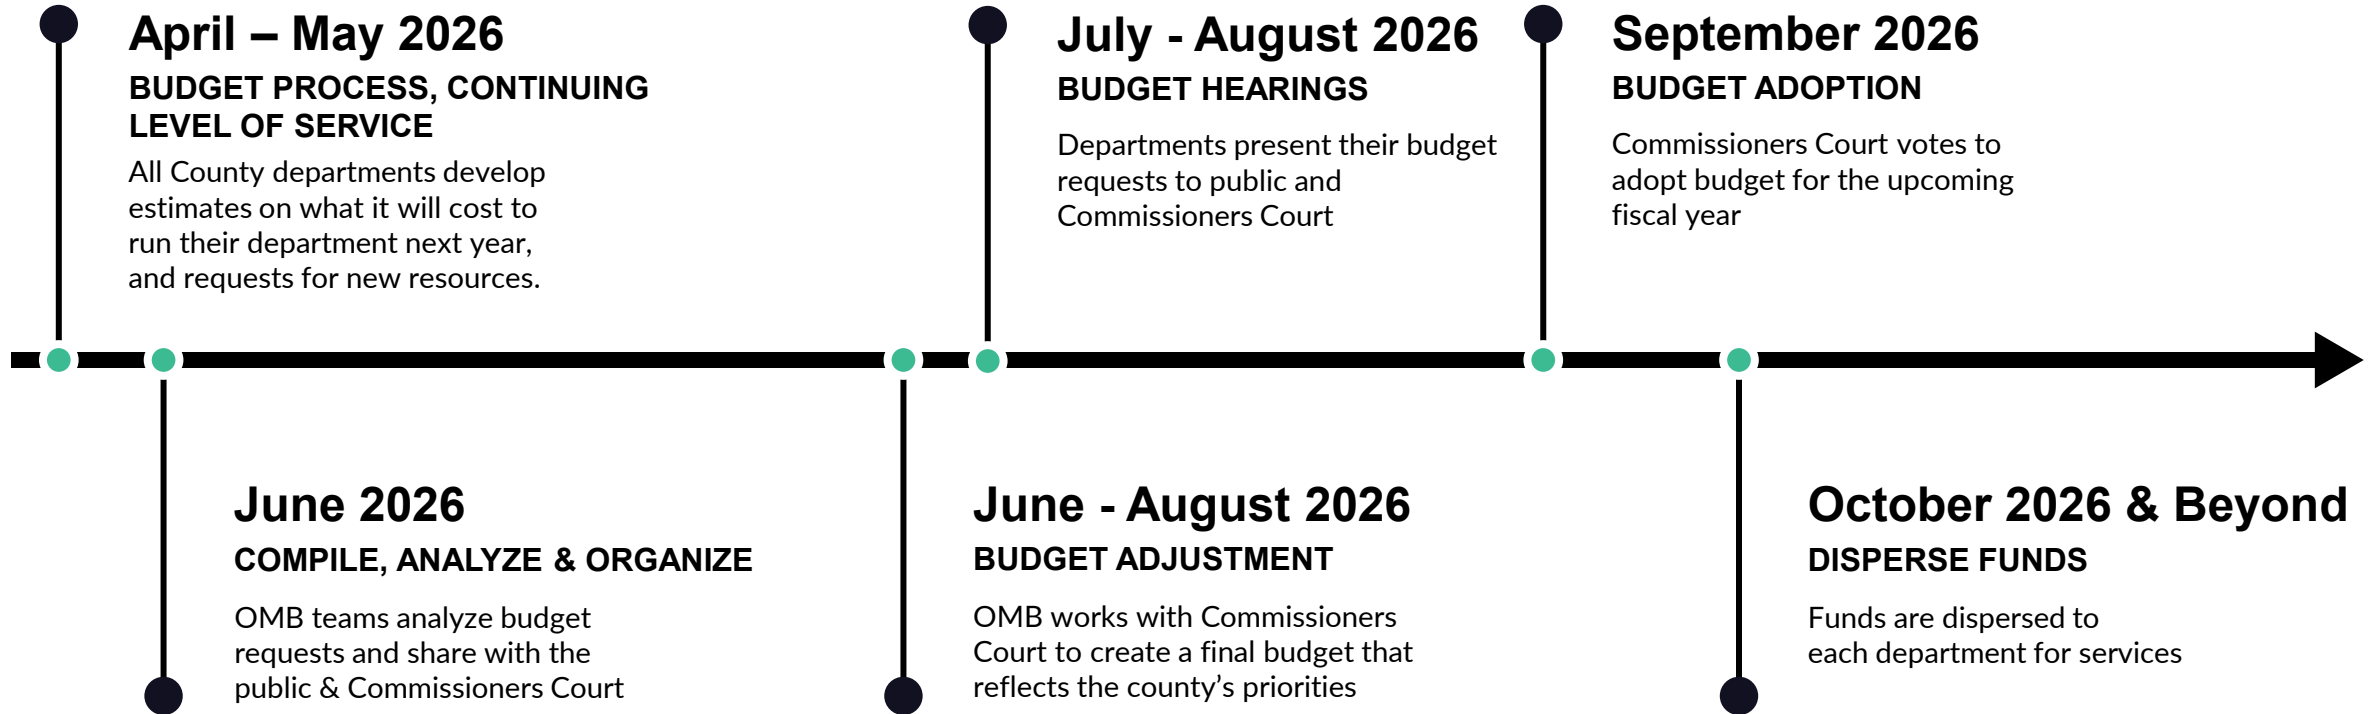 April – May 2026
BUDGET PROCESS, CONTINUING
LEVEL OF SERVICE
All County departments develop
estimates on what it will cost to
run their department next year,
and requests for new resources.
July - August 2026
BUDGET HEARINGS
Departments present their budget
requests to public and
Commissioners Court
September 2026
BUDGET ADOPTION
Commissioners Court votes to
adopt budget for the upcoming
fiscal year
June 2026
COMPILE, ANALYZE & ORGANIZE
OMB teams analyze budget
requests and share with the
public & Commissioners Court
June - August 2026
BUDGET ADJUSTMENT
OMB works with Commissioners
Court to create a final budget that
reflects the county’s priorities
October 2026 & Beyond
DISPERSE FUNDS
Funds are dispersed to
each department for services